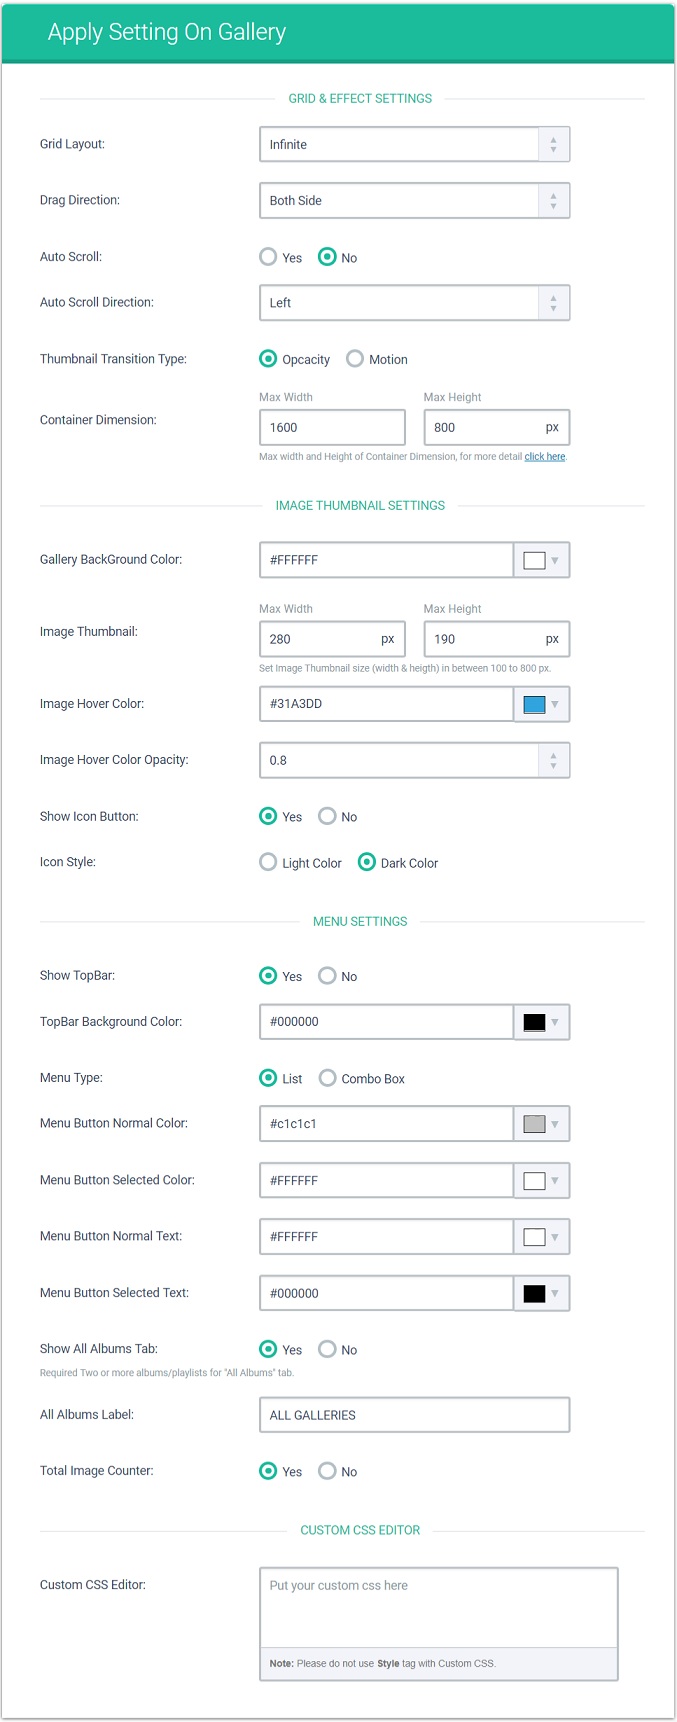 Apply Setting On Gallery
GRID & EFFECT SETTINGS
Grid Layout: Infinite
Drag Direction: Both Side
Auto Scroll: Yes No
Auto Scroll Direction: Left
Thumbnail Transition Type: Opcacity Motion
Max Width Max Height
Container Dimension: 1600 800 px
Max width and Height of Container Dimension, for more detail click here.
IMAGE THUMBNAIL SETTINGS
Gallery BackGround Color: #FFFFFF
Max Width Max Height
Image Thumbnail: 280 px 190 px
Set Image Thumbnail size (width & heigth) in between 100 to 800 px.
Image Hover Color: #31A3DD
Image Hover Color Opacity: 0.8
Show Icon Button: Yes No
Icon Style: Light Color Dark Color
MENU SETTINGS
Show TopBar: Yes No
TopBar Background Color: #000000
Menu Type: List Combo Box
Menu Button Normal Color: #c1c1c1
Menu Button Selected Color: #FFFFFF
Menu Button Normal Text: #FFFFFF
Menu Button Selected Text: #000000
Show All Albums Tab: Yes No
Required Two or more albums/playlists for "All Albums" tab.
All Albums Label: ALL GALLERIES
Total Image Counter: Yes No
CUSTOM CSS EDITOR
Custom CSS Editor: Put your custom css here
Note: Please do not use Style tag with Custom CSS.